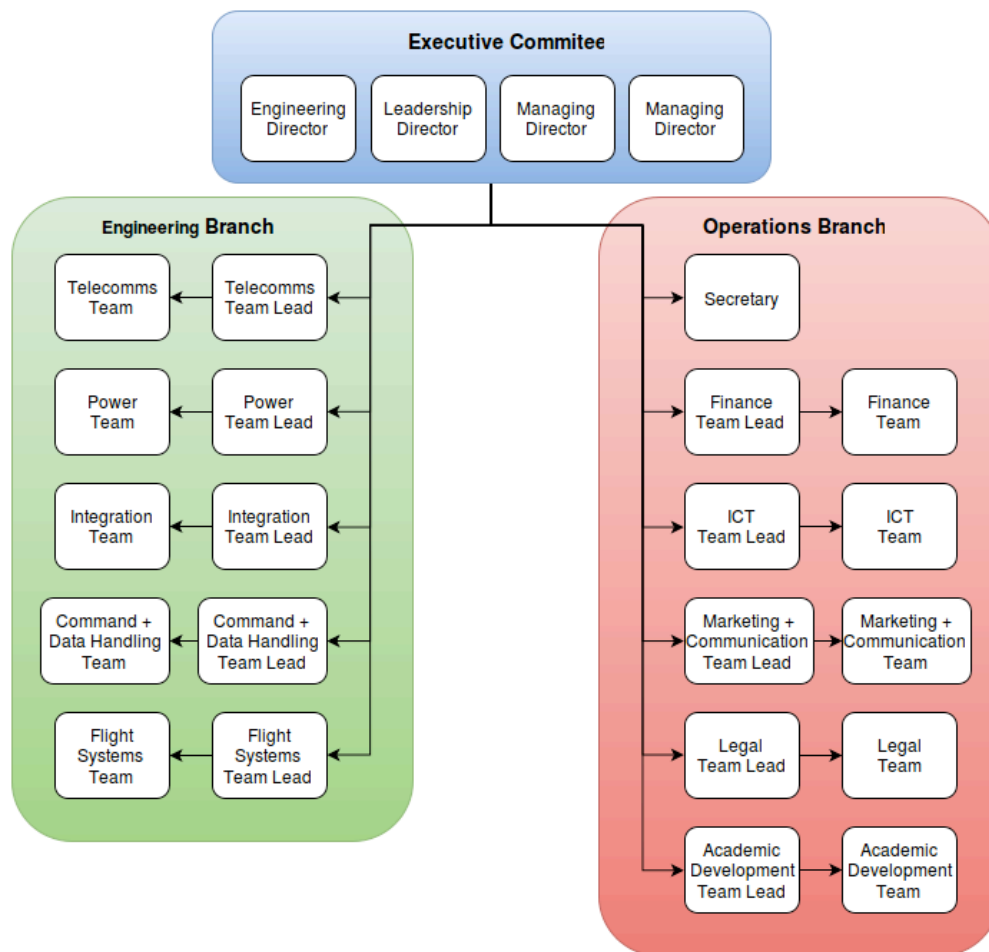 Executive Commitee
Engineering
Director
Leadership
Director
Managing
Director
Managing
Director
Engineering Branch
Telecomms
Team
Telecomms
Team Lead
Power
Team
Power
Team Lead
Integration
Team
Integration
Team Lead
Command +
Data Handling
Team
Command +
Data Handling
Team Lead
Flight
Systems
Team
Flight
Systems
Team Lead
Operations Branch
Secretary
Finance
Team Lead
Finance
Team
ICT
Team Lead
ICT
Team
Marketing +
Communication
Team Lead
Marketing +
Communication
Team
Legal
Team Lead
Legal
Team
Academic
Development
Team Lead
Academic
Development
Team